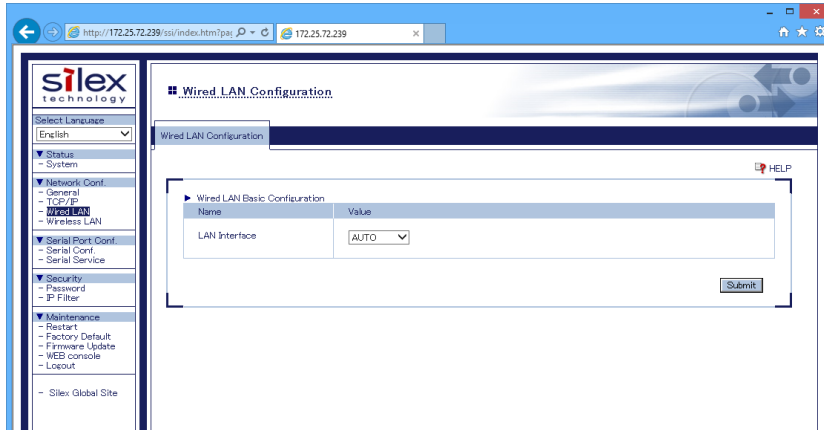 http://172.25.72.239/ssi/index.htm?pag
172.25.72.239
silex
technology
Select Language
English
▼ Status
- System
▼ Network Conf.
- General
- TCP/IP
- Wired LAN
- Wireless LAN
▼ Serial Port Conf.
- Serial Conf.
- Serial Service
▼ Security
- Password
- IP Filter
▼ Maintenance
- Restart
- Factory Default
- Firmware Update
- WEB console
- Logout
- Silex Global Site
Wired LAN Configuration
Wired LAN Configuration
HELP
Wired LAN Basic Configuration
Name Value
LAN Interface AUTO
Submit